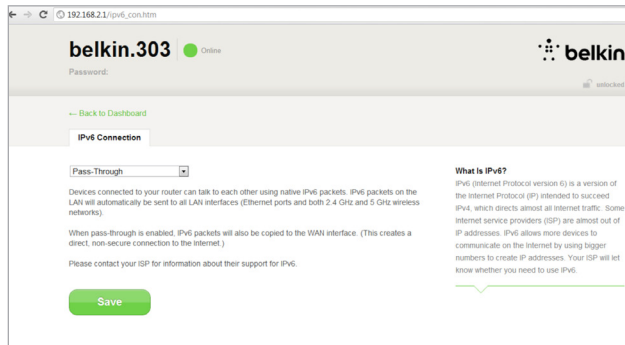 192.168.2.1/ipv6_con.htm
belkin.303
Online
belkin
Password:
unlocked
← Back to Dashboard
IPv6 Connection
Pass-Through
Devices connected to your router can talk to each other using native IPv6 packets. IPv6 packets on the
LAN will automatically be sent to all LAN interfaces (Ethernet ports and both 2.4 GHz and 5 GHz wireless
networks).
When pass-through is enabled, IPv6 packets will also be copied to the WAN interface. (This creates a
direct, non-secure connection to the Internet.)
Please contact your ISP for information about their support for IPv6.
Save
What Is IPv6?
IPv6 (Internet Protocol version 6) is a version of
the Internet Protocol (IP) intended to succeed
IPv4, which directs almost all internet traffic. Some
Internet service providers (ISP) are almost out of
IP addresses. IPv6 allows more devices to
communicate on the Internet by using bigger
numbers to create IP addresses. Your ISP will let
know whether you need to use IPv6.